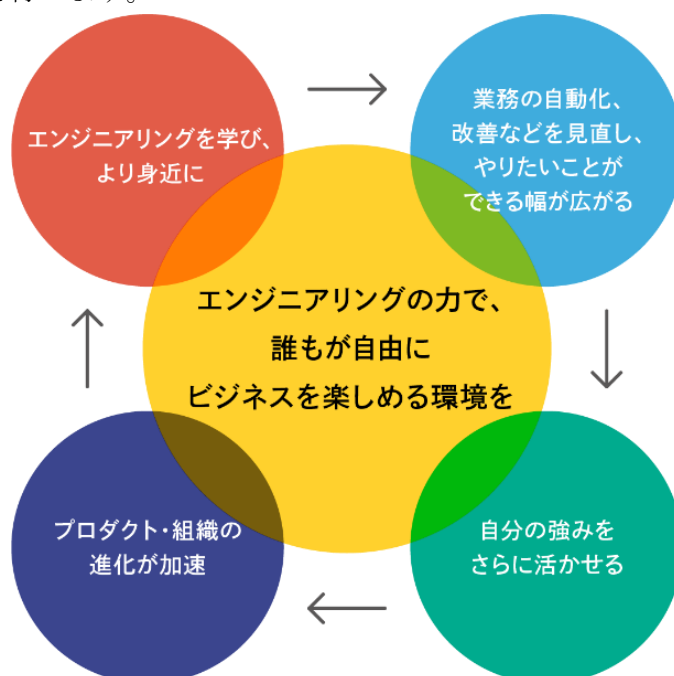 エンジニアリングを学び、
より身近に
業務の自動化、
改善などを見直し、
やりたいことが
できる幅が広がる
エンジニアリングの力で、
誰もが自由に
ビジネスを楽しめる環境を
プロダクト・組織の
進化が加速
自分の強みを
さらに活かせる